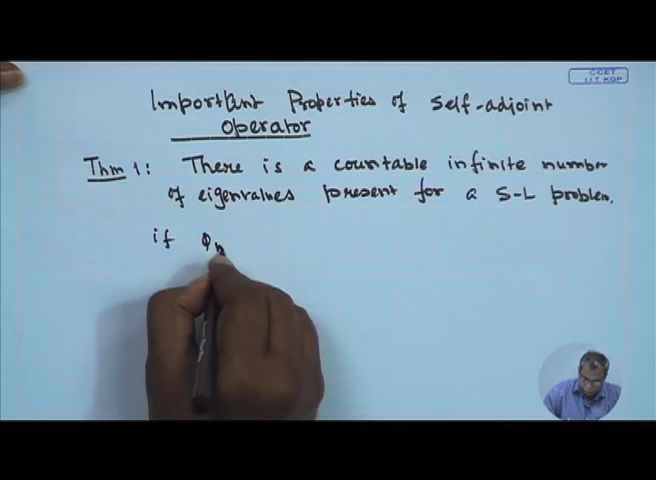 CCET
I.I.T. KGP
Important Properties of Self-adjoint
Operator
Thm 1: There is a countable infinite number
of eigenvalues present for a S-L problem.
if φn